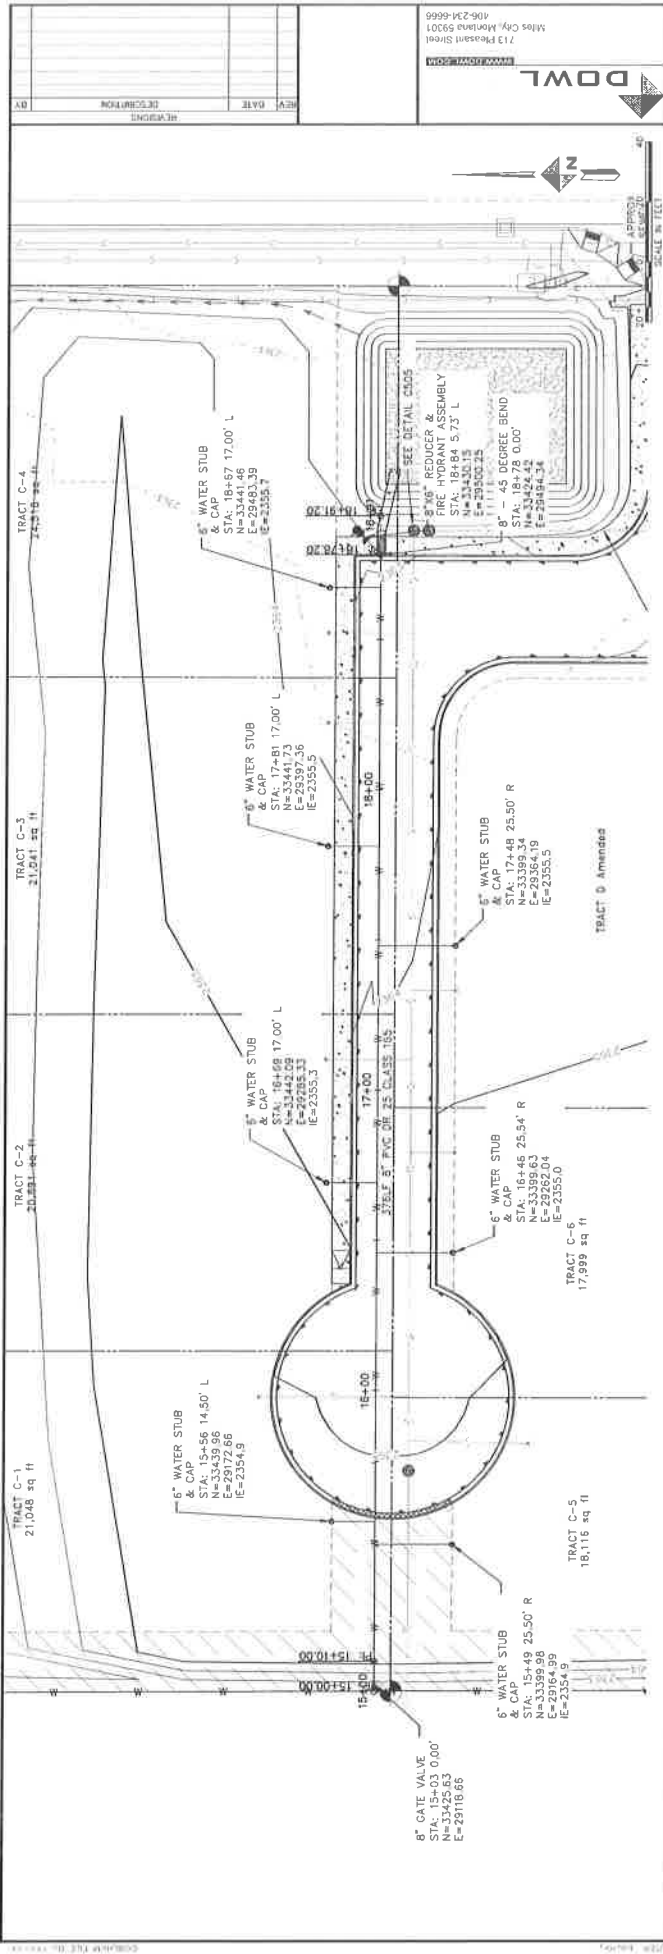 REVISIONS
REV
DATE
DESCRIPTION
BY
DOWL
WWW.DOWL.COM
713 Pleasant Street
Miles City, Montana 59301
406-234-6666
N
40
20
SCALE IN FEET
TRACT C-1
21,048 sq ft
TRACT C-2
20,891 sq ft
TRACT C-3
21,041 sq ft
TRACT C-4
6" WATER STUB
& CAP
STA: 15+56 14.50' L
N=33439.96
E=29172.66
IE=2354.9
6" WATER STUB
& CAP
STA: 16+69 17.00' L
N=33442.09
E=29285.33
IE=2355.3
6" WATER STUB
& CAP
STA: 17+81 17.00' L
N=33441.73
E=29397.36
IE=2355.5
6" WATER STUB
& CAP
STA: 18+67 17.00' L
N=33441.46
E=29483.39
IE=2355.7
15+00.00
PI: 15+10.00
15+00
16+00
17+00
18+00
18+78.20
18+91.20
376LF 8" PVC DR 25 CLASS 165
SEE DETAIL C505
8"X6" REDUCER &
FIRE HYDRANT ASSEMBLY
STA: 18+84 5.73' L
N=33430.15
E=29500.25
8" - 45 DEGREE BEND
STA: 18+78 0.00'
N=33424.42
E=29494.34
8" GATE VALVE
STA: 15+03 0.00'
N=33425.63
E=29118.66
6" WATER STUB
& CAP
STA: 15+49 25.50' R
N=33399.98
E=29164.99
IE=2354.9
6" WATER STUB
& CAP
STA: 16+46 25.54' R
N=33399.63
E=29262.04
IE=2355.0
6" WATER STUB
& CAP
STA: 17+48 25.50' R
N=33399.34
E=29364.19
IE=2355.5
TRACT C-5
18,116 sq ft
TRACT C-6
17,999 sq ft
TRACT D Amended